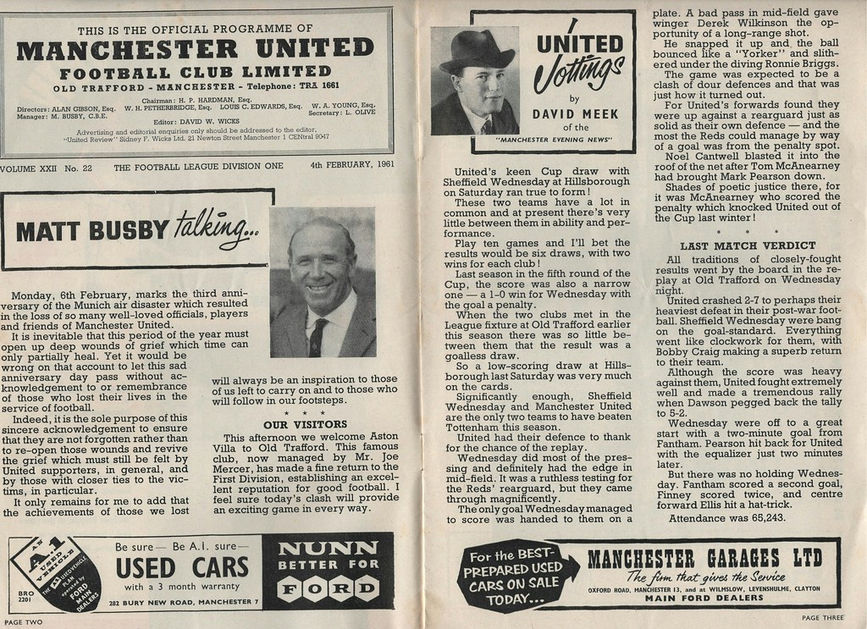 THIS IS THE OFFICIAL PROGRAMME OF
MANCHESTER UNITED
FOOTBALL CLUB LIMITED
OLD TRAFFORD - MANCHESTER - Telephone: TRA 1661
Chairman: H. P. HARDMAN, Esq.
Directors: ALAN GIBSON, Esq. W. H. PETHERBRIDGE, Esq. LOUIS C. EDWARDS, Esq. W. A. YOUNG, Esq.
Manager: M. BUSBY, C.B.E. Secretary: L. OLIVE
Editor: DAVID W. WICKS
Advertising and editorial enquiries only should be addressed to the editor,
"United Review" Sidney F. Wicks Ltd. 21 Newton Street Manchester 1 CENtral 9047
VOLUME XXII No. 22 THE FOOTBALL LEAGUE DIVISION ONE 4th FEBRUARY, 1961
MATT BUSBY talking...
Monday, 6th February, marks the third anni-
versary of the Munich air disaster which resulted
in the loss of so many well-loved officials, players
and friends of Manchester United.
It is inevitable that this period of the year must
open up deep wounds of grief which time can
only partially heal. Yet it would be
wrong on that account to let this sad
anniversary day pass without ac-
knowledgement to or remembrance
of those who lost their lives in the
service of football.
Indeed, it is the sole purpose of this
sincere acknowledgement to ensure
that they are not forgotten rather than
to re-open those wounds and revive
the grief which must still be felt by
United supporters, in general, and
by those with closer ties to the vic-
tims, in particular.
It only remains for me to add that
the achievements of those we lost
will always be an inspiration to those
of us left to carry on and to those who
will follow in our footsteps.
* * *
OUR VISITORS
This afternoon we welcome Aston
Villa to Old Trafford. This famous
club, now managed by Mr. Joe
Mercer, has made a fine return to the
First Division, establishing an excel-
lent reputation for good football. I
feel sure today's clash will provide
an exciting game in every way.
AN
A.1
USED
VEHICLE
FORD
MAIN
DEALERS
BRO
2201
Be sure — Be A.1. sure—
USED CARS
with a 3 month warranty
282 BURY NEW ROAD, MANCHESTER 7
NUNN
BETTER FOR
FORD
PAGE TWO
UNITED
Jottings
by
DAVID MEEK
of the
"MANCHESTER EVENING NEWS"
United's keen Cup draw with
Sheffield Wednesday at Hillsborough
on Saturday ran true to form!
These two teams have a lot in
common and at present there's very
little between them in ability and per-
formance.
Play ten games and I'll bet the
results would be six draws, with two
wins for each club!
Last season in the fifth round of the
Cup, the score was also a narrow
one — a 1–0 win for Wednesday with
the goal a penalty.
When the two clubs met in the
League fixture at Old Trafford earlier
this season there was so little be-
tween them that the result was a
goalless draw.
So a low-scoring draw at Hills-
borough last Saturday was very much
on the cards.
Significantly enough, Sheffield
Wednesday and Manchester United
are the only two teams to have beaten
Tottenham this season.
United had their defence to thank
for the chance of the replay.
Wednesday did most of the pres-
sing and definitely had the edge in
mid-field. It was a ruthless testing for
the Reds' rearguard, but they came
through magnificently.
The only goal Wednesday managed
to score was handed to them on a
plate. A bad pass in mid-field gave
winger Derek Wilkinson the op-
portunity of a long-range shot.
He snapped it up and the ball
bounced like a "Yorker" and slith-
ered under the diving Ronnie Briggs.
The game was expected to be a
clash of dour defences and that was
just how it turned out.
For United's forwards found they
were up against a rearguard just as
solid as their own defence — and the
most the Reds could manage by way
of a goal was from the penalty spot.
Noel Cantwell blasted it into the
roof of the net after Tom McAnearney
had brought Mark Pearson down.
Shades of poetic justice there, for
it was McAnearney who scored the
penalty which knocked United out of
the Cup last winter!
* * *
LAST MATCH VERDICT
All traditions of closely-fought
results went by the board in the re-
play at Old Trafford on Wednesday
night.
United crashed 2-7 to perhaps their
heaviest defeat in their post-war foot-
ball. Sheffield Wednesday were bang
on the goal-standard. Everything
went like clockwork for them, with
Bobby Craig making a superb return
to their team.
Although the score was heavy
against them, United fought extremely
well and made a tremendous rally
when Dawson pegged back the tally
to 5-2.
Wednesday were off to a great
start with a two-minute goal from
Fantham. Pearson hit back for United
with the equalizer just two minutes
later.
But there was no holding Wednes-
day. Fantham scored a second goal,
Finney scored twice, and centre
forward Ellis hit a hat-trick.
Attendance was 65,243.
For the BEST-
PREPARED USED
CARS ON SALE
TODAY...
MANCHESTER GARAGES LTD
The firm that gives the Service
OXFORD ROAD, MANCHESTER 13, and at WILMSLOW, LEVENSHULME, CLAYTON
MAIN FORD DEALERS
PAGE THREE